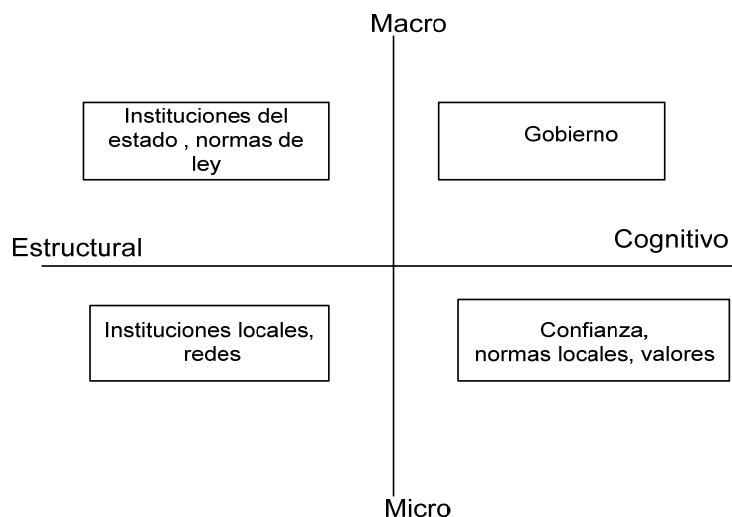 Macro
Instituciones del
estado , normas de
ley
Gobierno
Estructural
Cognitivo
Instituciones locales,
redes
Confianza,
normas locales, valores
Micro